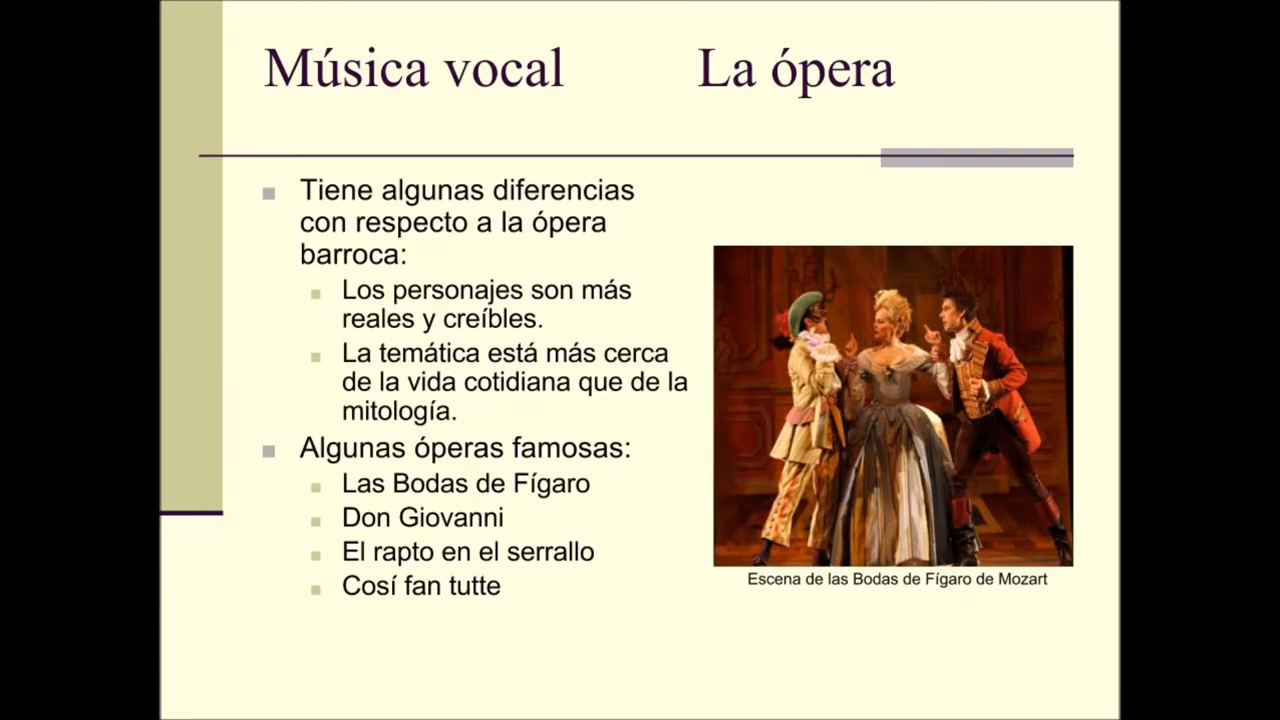 Música vocal La ópera
Tiene algunas diferencias
con respecto a la ópera
barroca:
Los personajes son más
reales y creíbles.
La temática está más cerca
de la vida cotidiana que de la
mitología.
Algunas óperas famosas:
Las Bodas de Fígaro
Don Giovanni
El rapto en el serrallo
Cosí fan tutte
Escena de las Bodas de Fígaro de Mozart